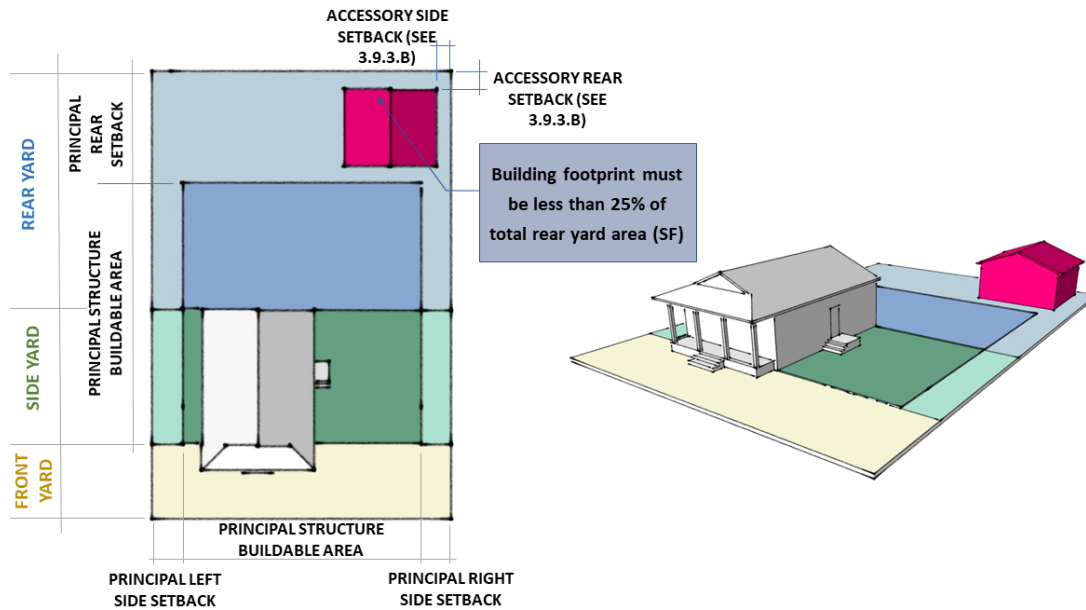 ACCESSORY SIDE
SETBACK (SEE
3.9.3.B)
ACCESSORY REAR
SETBACK (SEE
3.9.3.B)
REAR YARD
PRINCIPAL
REAR
SETBACK
Building footprint must
be less than 25% of
total rear yard area (SF)
PRINCIPAL STRUCTURE
BUILDABLE AREA
SIDE YARD
FRONT
YARD
PRINCIPAL STRUCTURE
BUILDABLE AREA
PRINCIPAL LEFT
SIDE SETBACK
PRINCIPAL RIGHT
SIDE SETBACK